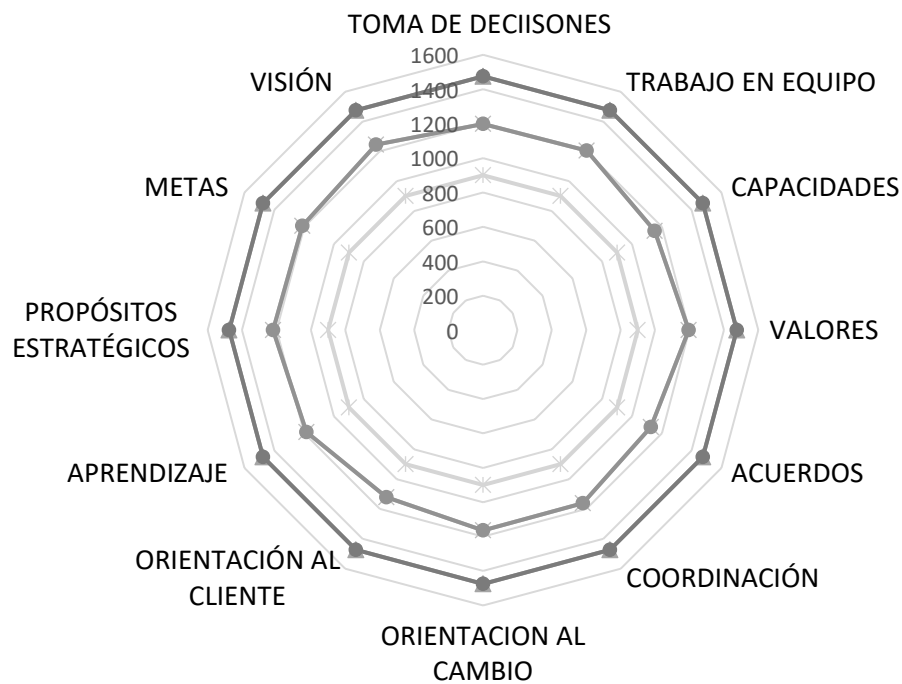 TOMA DE DECIISONES
TRABAJO EN EQUIPO
CAPACIDADES
VALORES
ACUERDOS
COORDINACIÓN
ORIENTACION AL
CAMBIO
ORIENTACIÓN AL
CLIENTE
APRENDIZAJE
PROPÓSITOS
ESTRATÉGICOS
METAS
VISIÓN
1600
1400
1200
1000
800
600
400
200
0